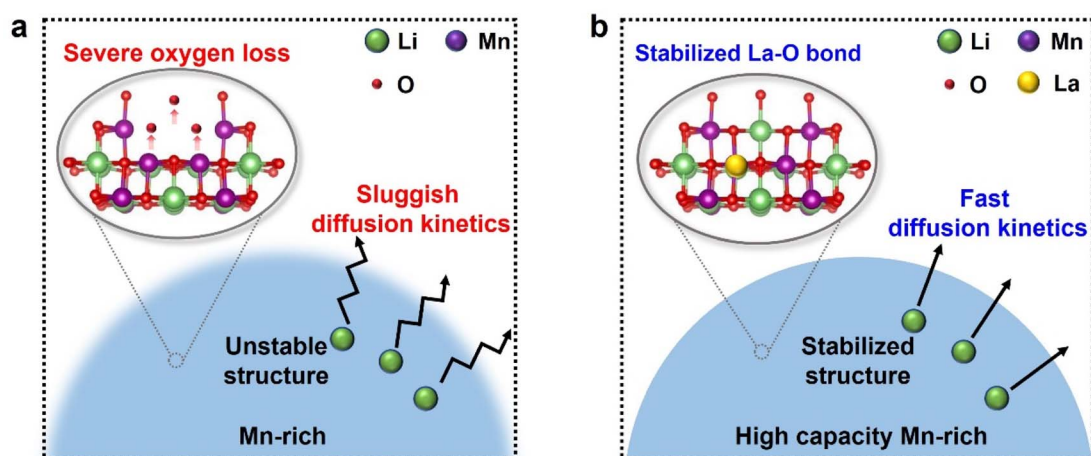 a
Severe oxygen loss
Li
Mn
O
Sluggish
diffusion kinetics
Unstable
structure
Mn-rich
b
Stabilized La-O bond
Li
Mn
O
La
Fast
diffusion kinetics
Stabilized
structure
High capacity Mn-rich